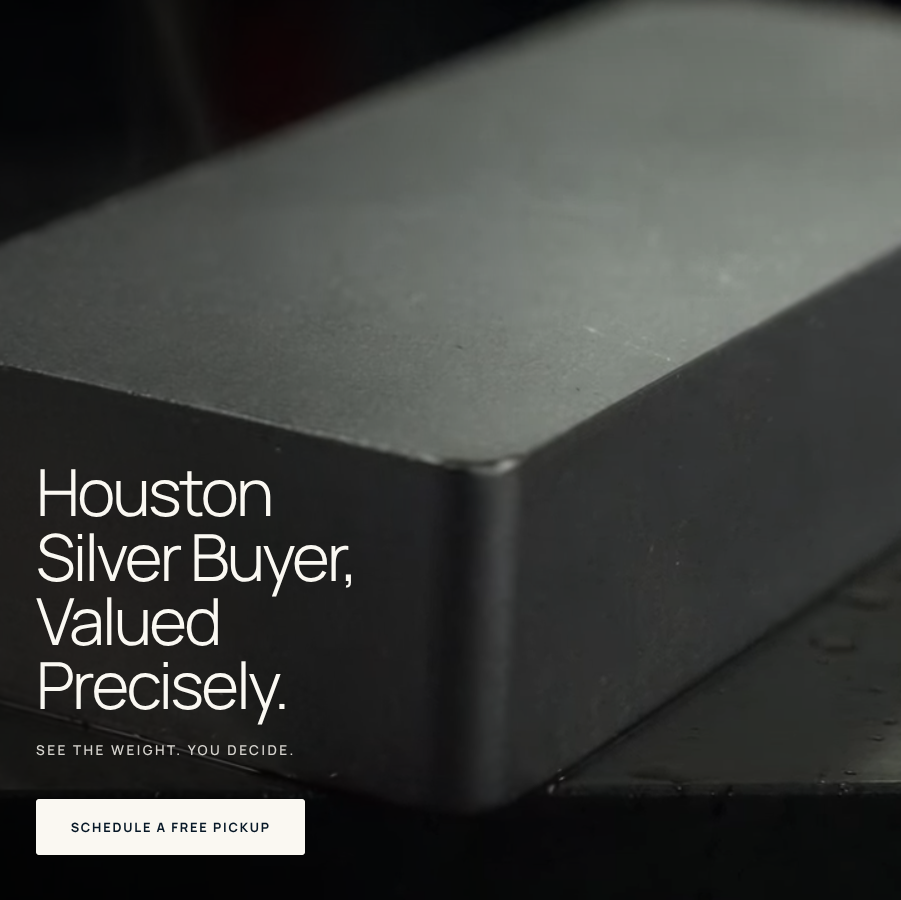 Houston
Silver Buyer,
Valued
Precisely.
SEE THE WEIGHT. YOU DECIDE.
SCHEDULE A FREE PICKUP